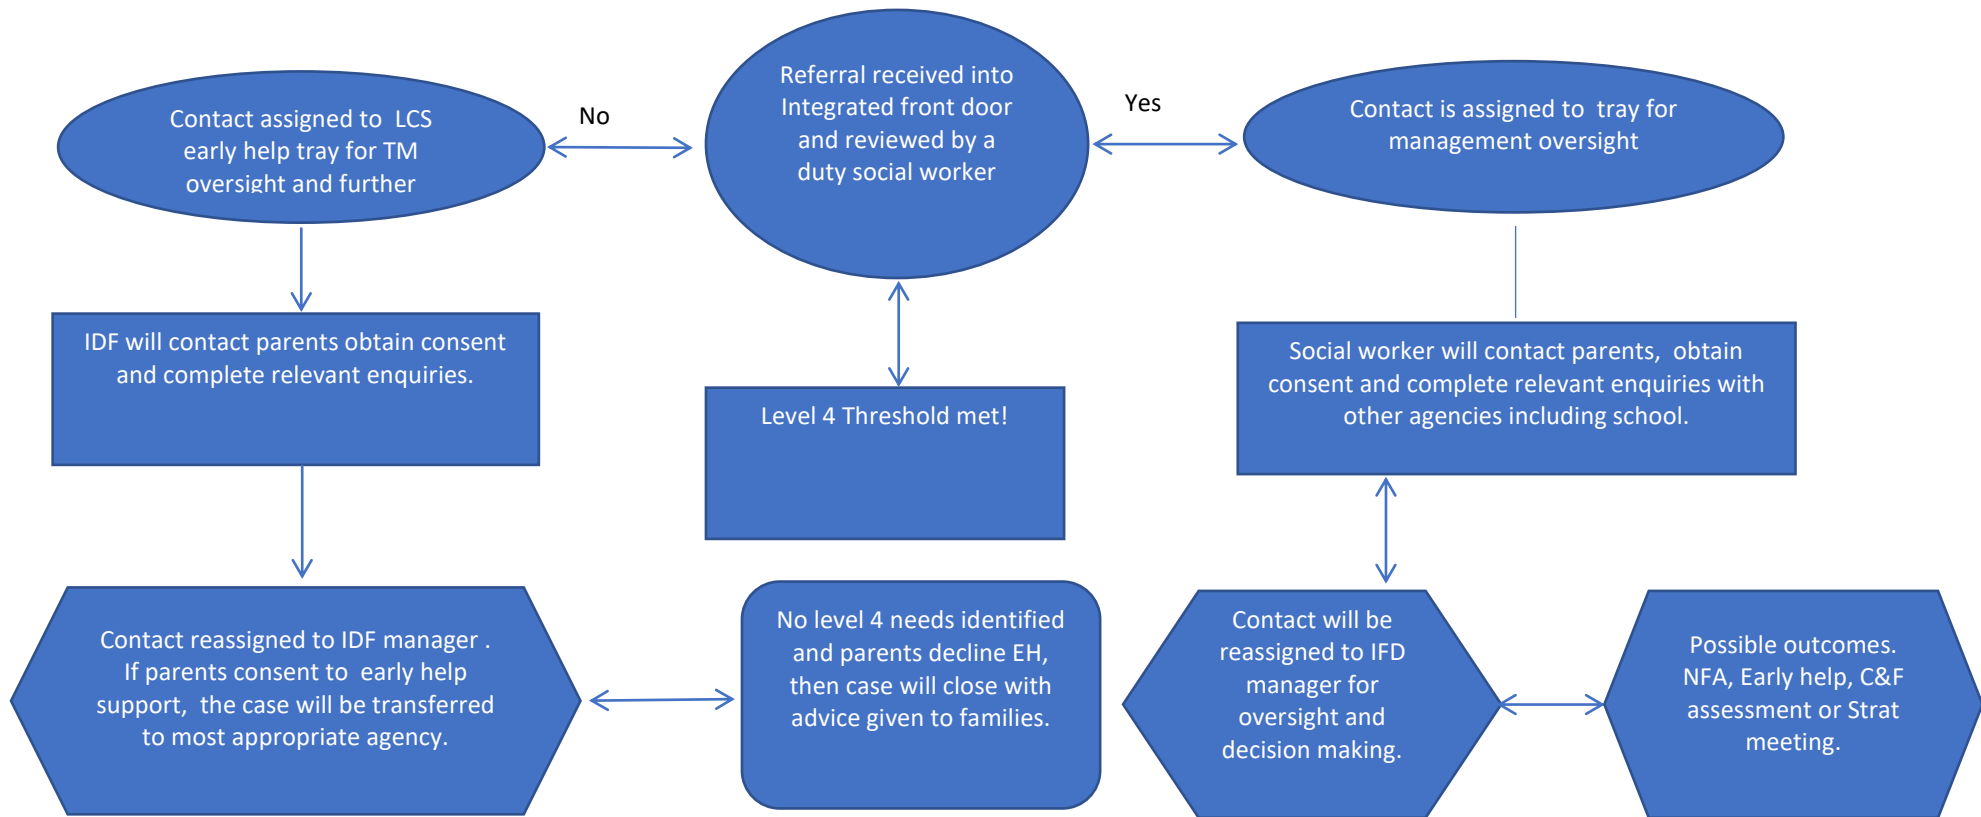 Contact assigned to LCS
early help tray for TM
oversight and further
No
Referral received into
Integrated front door
and reviewed by a
duty social worker
Yes
Contact is assigned to tray for
management oversight
IDF will contact parents obtain consent
and complete relevant enquiries.
Level 4 Threshold met!
Social worker will contact parents, obtain
consent and complete relevant enquiries with
other agencies including school.
Contact reassigned to IDF manager .
If parents consent to early help
support, the case will be transferred
to most appropriate agency.
No level 4 needs identified
and parents decline EH,
then case will close with
advice given to families.
Contact will be
reassigned to IFD
manager for
oversight and
decision making.
Possible outcomes.
NFA, Early help, C&F
assessment or Strat
meeting.